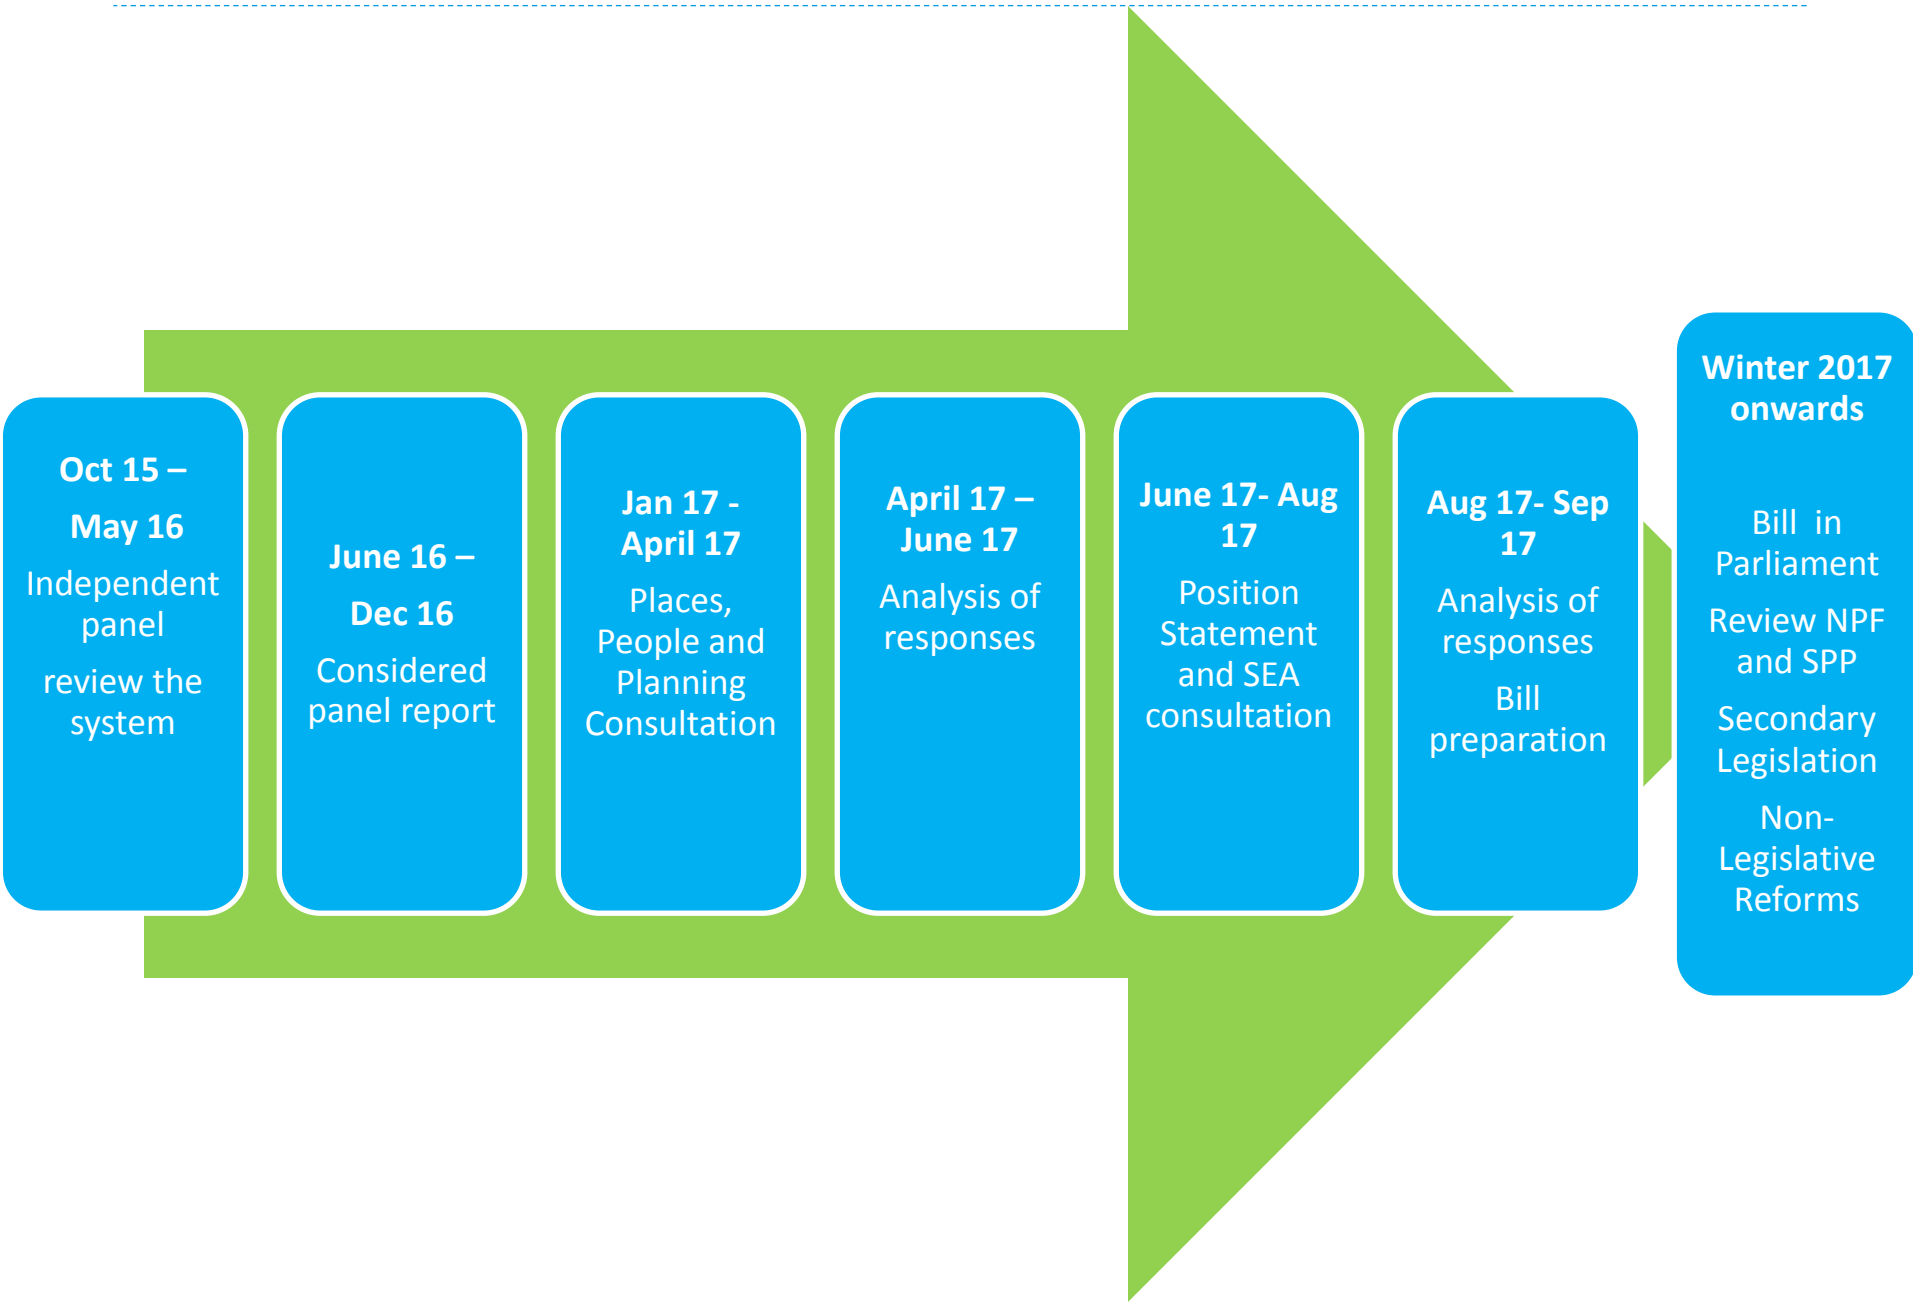 Oct 15 –
May 16
Independent
panel
review the
system
June 16 –
Dec 16
Considered
panel report
Jan 17 -
April 17
Places,
People and
Planning
Consultation
April 17 –
June 17
Analysis of
responses
June 17- Aug
17
Position
Statement
and SEA
consultation
Aug 17- Sep
17
Analysis of
responses
Bill
preparation
Winter 2017
onwards
Bill  in
Parliament
Review NPF
and SPP
Secondary
Legislation
Non-
Legislative
Reforms